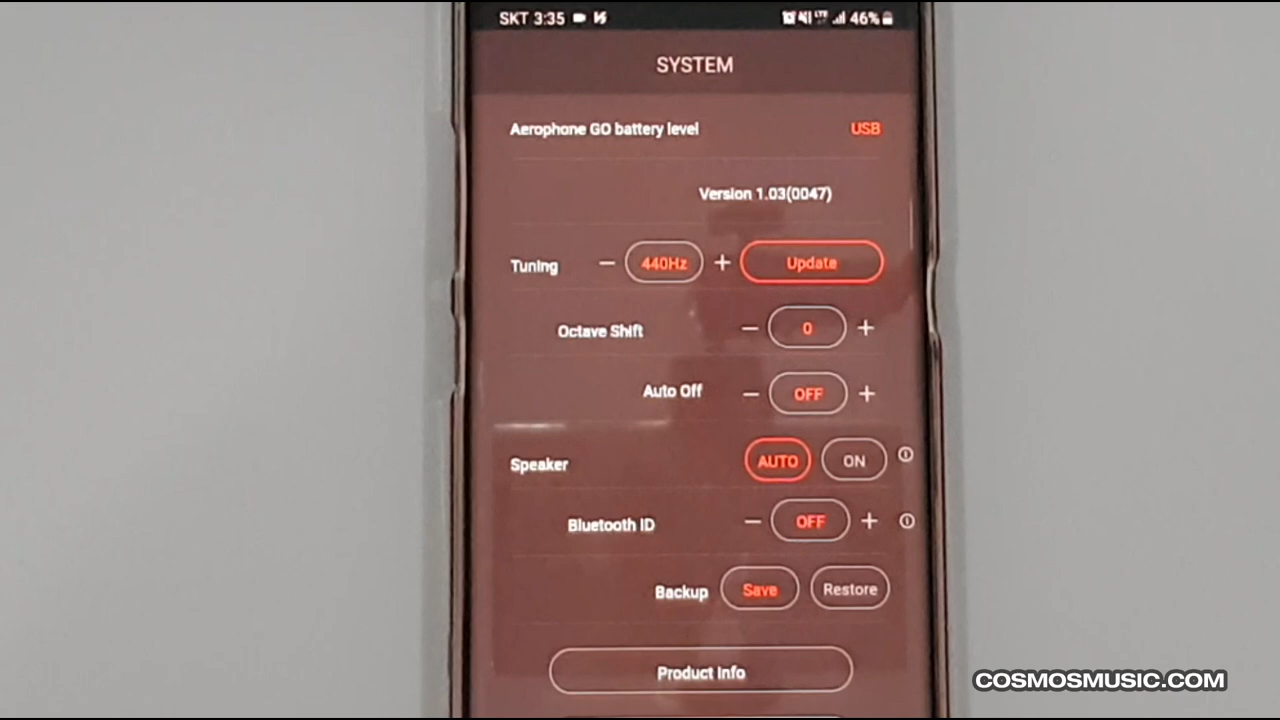 SKT 3:35 46%
SYSTEM
Aerophone GO battery level USB
Version 1.03(0047)
Tuning − 440Hz + Update
Octave Shift − 0 +
Auto Off − OFF +
Speaker AUTO ON
Bluetooth ID − OFF +
Backup Save Restore
Product Info
COSMOSMUSIC.COM